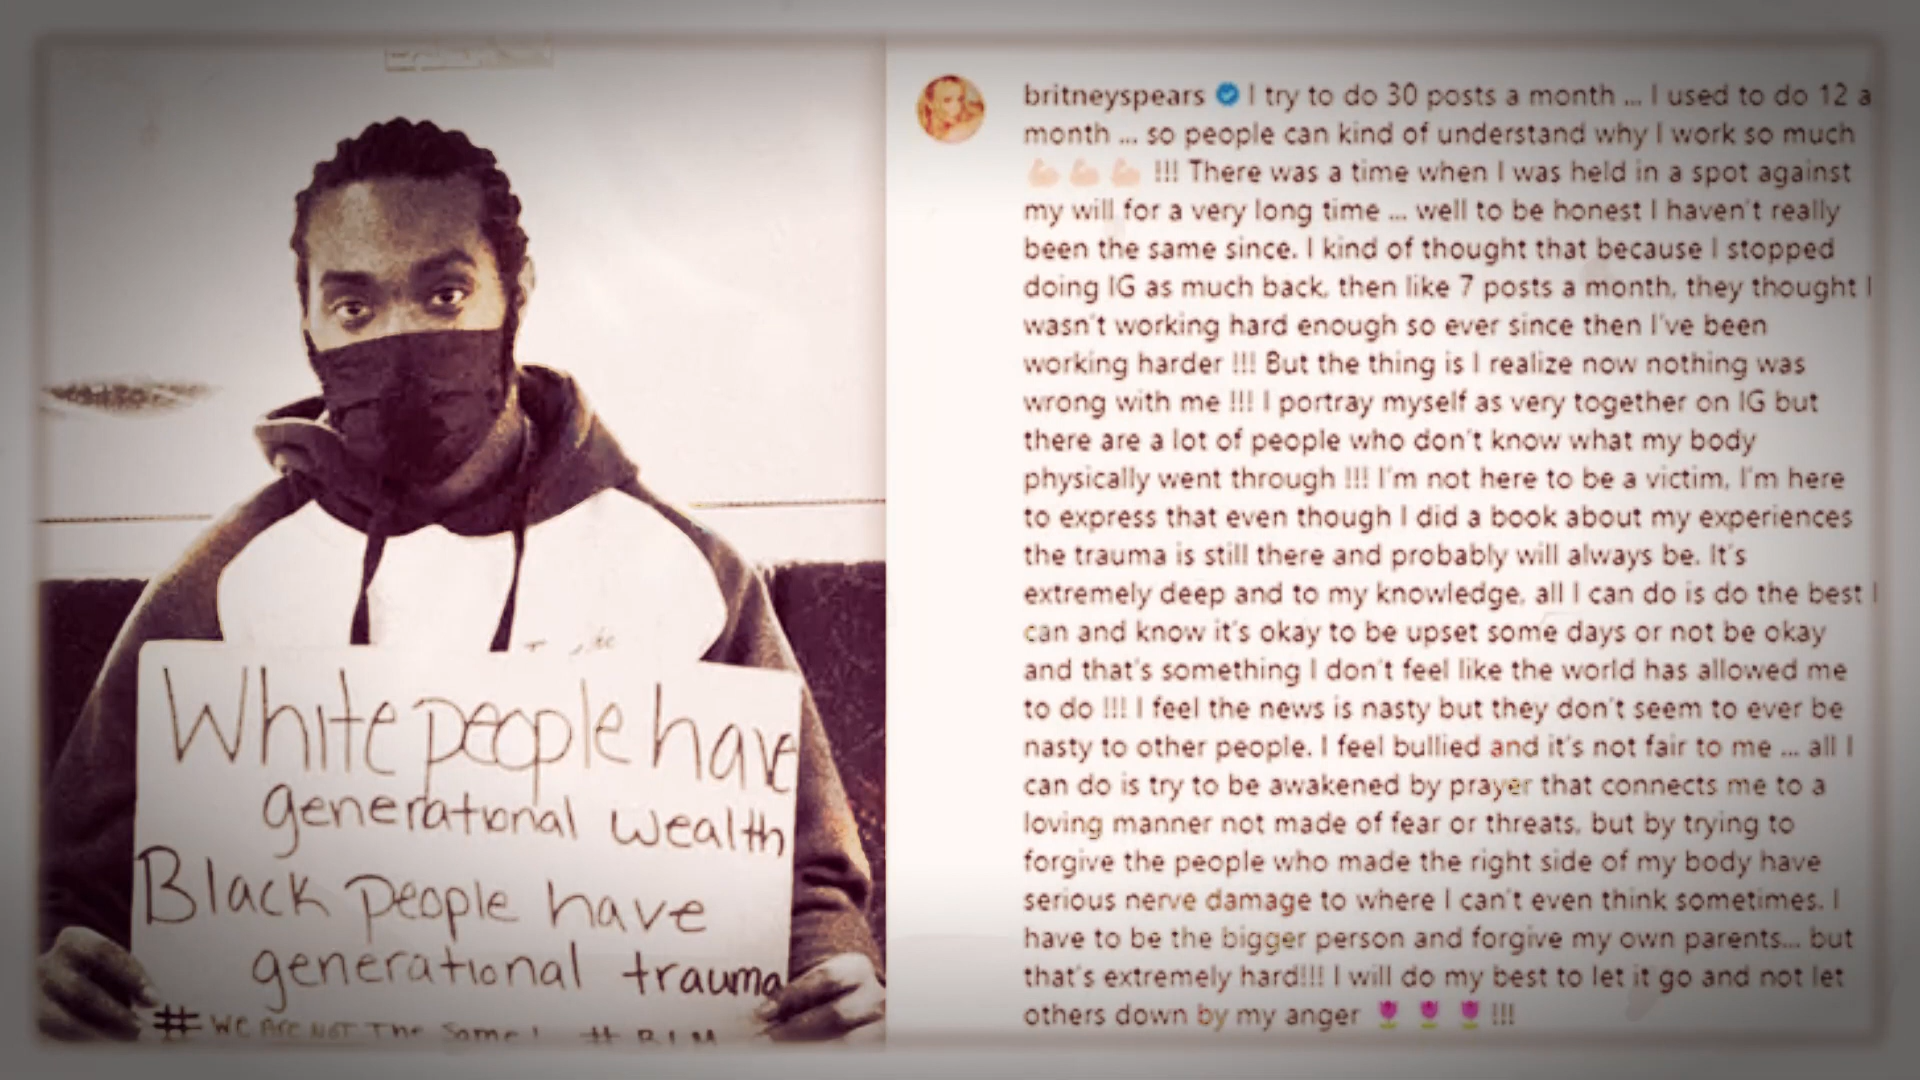 White people have
generational wealth
Black people have
generational trauma
# WE ARE NOT THE Same! # BLM
britneyspears I try to do 30 posts a month ... I used to do 12 a
month ... so people can kind of understand why I work so much
💪🏻 💪🏻 💪🏻 !!! There was a time when I was held in a spot against
my will for a very long time ... well to be honest I haven't really
been the same since. I kind of thought that because I stopped
doing IG as much back, then like 7 posts a month, they thought I
wasn't working hard enough so ever since then I've been
working harder !!! But the thing is I realize now nothing was
wrong with me !!! I portray myself as very together on IG but
there are a lot of people who don't know what my body
physically went through !!! I'm not here to be a victim, I'm here
to express that even though I did a book about my experiences
the trauma is still there and probably will always be. It's
extremely deep and to my knowledge, all I can do is do the best I
can and know it's okay to be upset some days or not be okay
and that's something I don't feel like the world has allowed me
to do !!! I feel the news is nasty but they don't seem to ever be
nasty to other people. I feel bullied and it's not fair to me ... all I
can do is try to be awakened by prayer that connects me to a
loving manner not made of fear or threats, but by trying to
forgive the people who made the right side of my body have
serious nerve damage to where I can't even think sometimes. I
have to be the bigger person and forgive my own parents... but
that's extremely hard!!! I will do my best to let it go and not let
others down by my anger 🌷 🌷 🌷 !!!